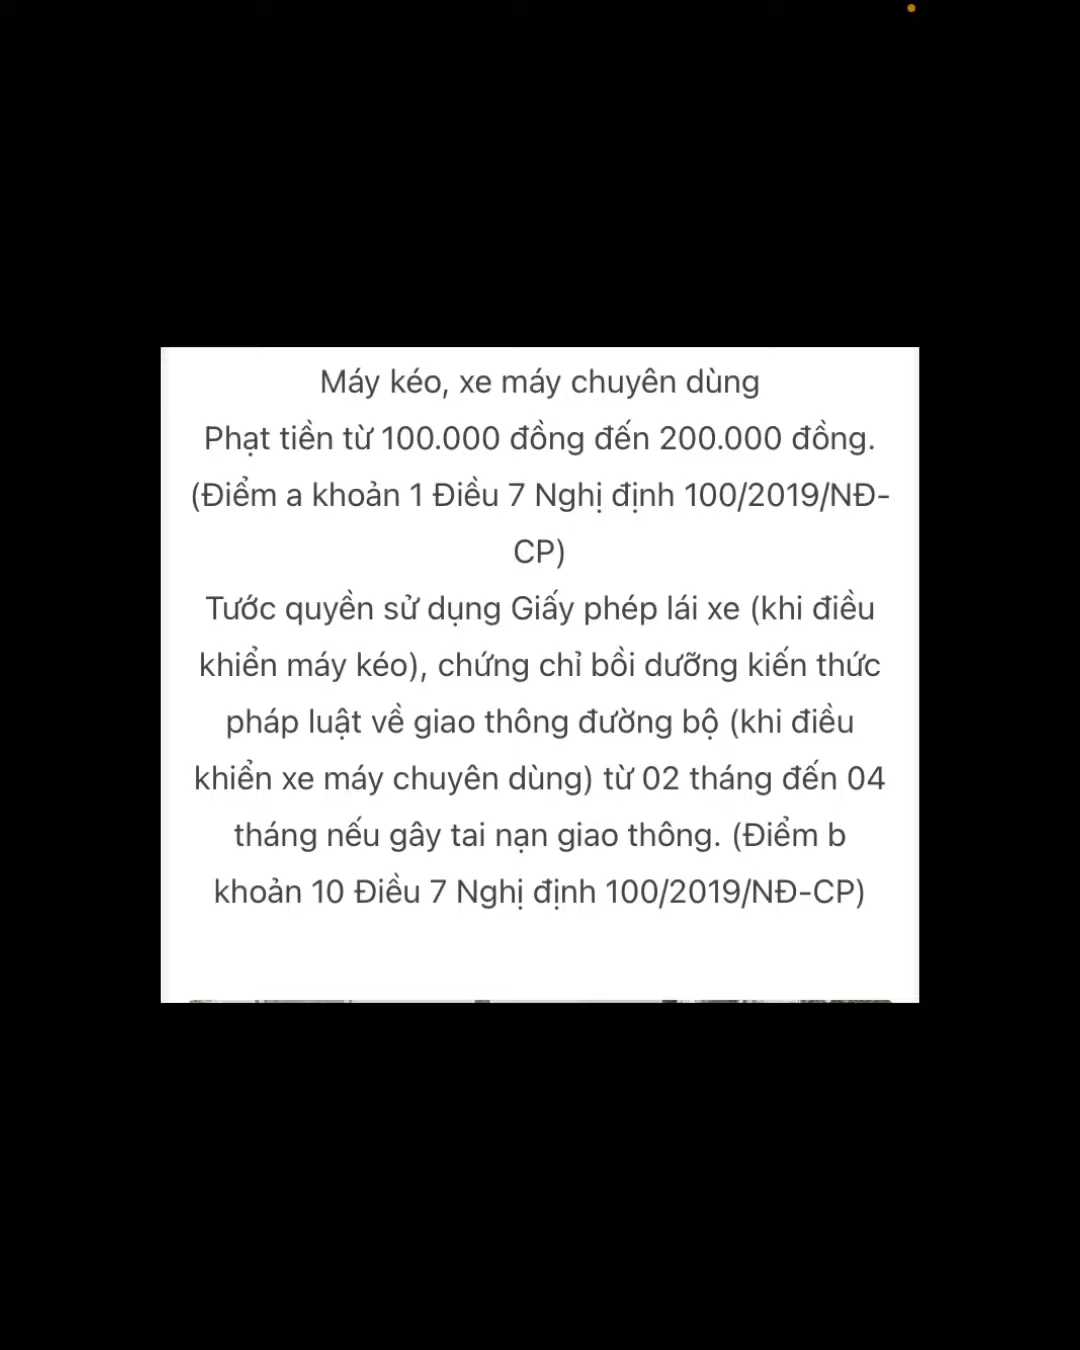 Máy kéo, xe máy chuyên dùng
Phạt tiền từ 100.000 đồng đến 200.000 đồng.
(Điểm a khoản 1 Điều 7 Nghị định 100/2019/NĐ-
CP)
Tước quyền sử dụng Giấy phép lái xe (khi điều
khiển máy kéo), chứng chỉ bồi dưỡng kiến thức
pháp luật về giao thông đường bộ (khi điều
khiển xe máy chuyên dùng) từ 02 tháng đến 04
tháng nếu gây tai nạn giao thông. (Điểm b
khoản 10 Điều 7 Nghị định 100/2019/NĐ-CP)